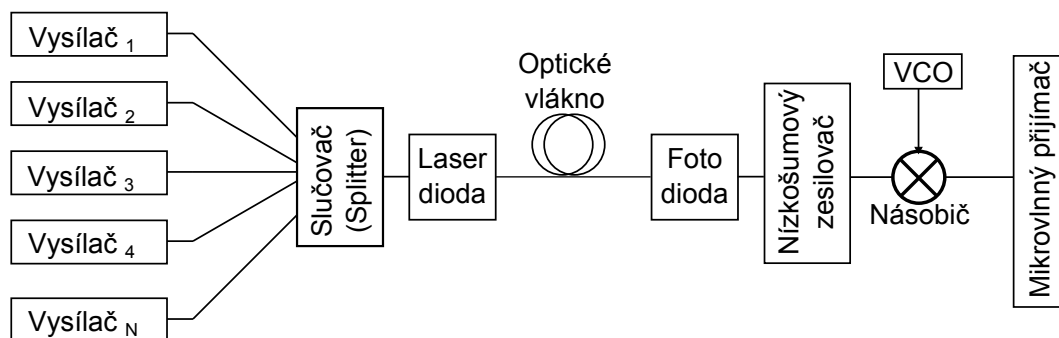 Vysílač 1
Vysílač 2
Vysílač 3
Vysílač 4
Vysílač N
Slučovač
(Splitter)
Laser
dioda
Optické
vlákno
Foto
dioda
Nízkošumový
zesilovač
VCO
Násobič
Mikrovlnný přijímač